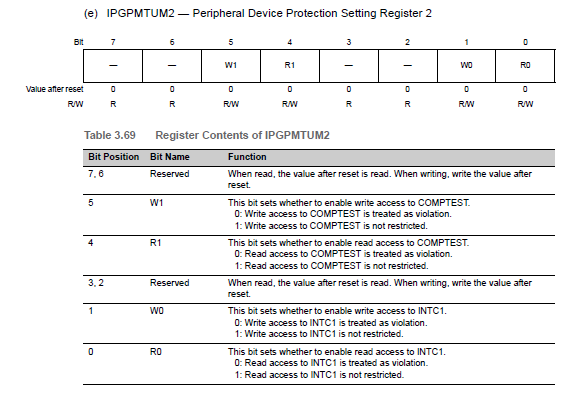 (e) IPGPMTUM2 — Peripheral Device Protection Setting Register 2
Bit 7 6 5 4 3 2 1 0
— — W1 R1 — — W0 R0
Value after reset 0 0 0 0 0 0 0 0
R/W R R R/W R/W R R R/W R/W
Table 3.69 Register Contents of IPGPMTUM2
Bit Position Bit Name Function
7, 6 Reserved When read, the value after reset is read. When writing, write the value after
reset.
5 W1 This bit sets whether to enable write access to COMPTEST.
0: Write access to COMPTEST is treated as violation.
1: Write access to COMPTEST is not restricted.
4 R1 This bit sets whether to enable read access to COMPTEST.
0: Read access to COMPTEST is treated as violation.
1: Read access to COMPTEST is not restricted.
3, 2 Reserved When read, the value after reset is read. When writing, write the value after
reset.
1 W0 This bit sets whether to enable write access to INTC1.
0: Write access to INTC1 is treated as violation.
1: Write access to INTC1 is not restricted.
0 R0 This bit sets whether to enable read access to INTC1.
0: Read access to INTC1 is treated as violation.
1: Read access to INTC1 is not restricted.